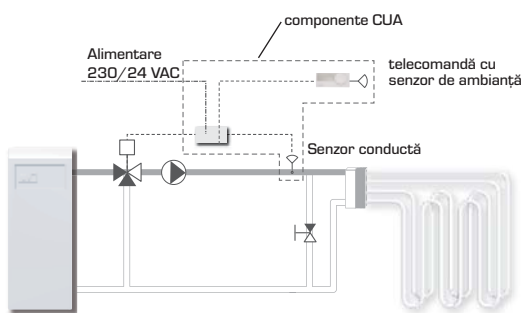 componente CUA
Alimentare
230/24 VAC
telecomandă cu
senzor de ambianță
Senzor conductă